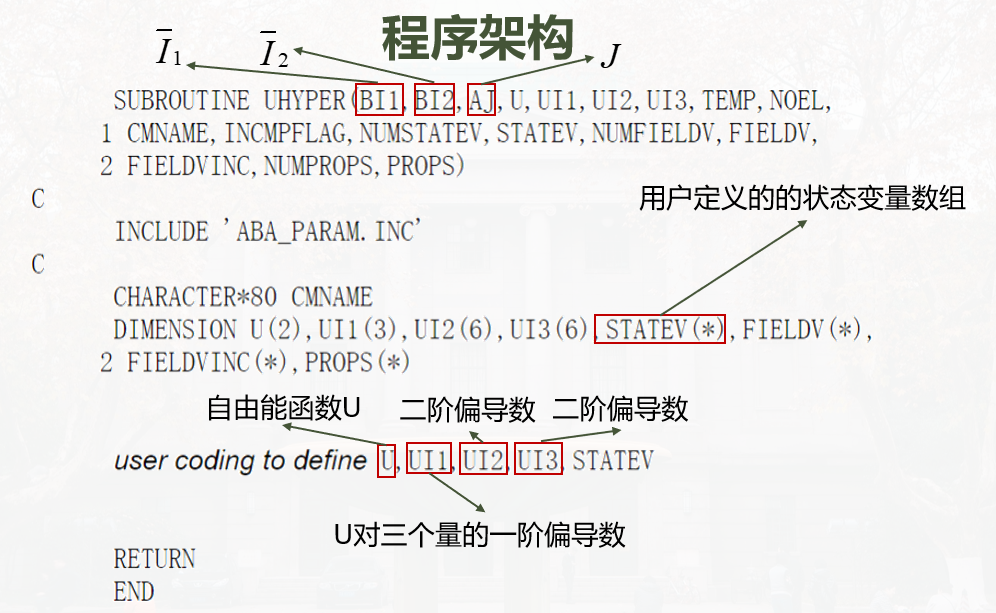 程序架构
I̅1 I̅2 J
SUBROUTINE UHYPER(BI1,BI2,AJ,U,UI1,UI2,UI3,TEMP,NOEL,
1 CMNAME,INCMPFLAG,NUMSTATEV,STATEV,NUMFIELDV,FIELDV,
2 FIELDVINC,NUMPROPS,PROPS)
C
用户定义的的状态变量数组
INCLUDE 'ABA_PARAM.INC'
C
CHARACTER*80 CMNAME
DIMENSION U(2),UI1(3),UI2(6),UI3(6),STATEV(*),FIELDV(*),
2 FIELDVINC(*),PROPS(*)
自由能函数U 二阶偏导数 二阶偏导数
user coding to define U,UI1,UI2,UI3,STATEV
U对三个量的一阶偏导数
RETURN
END